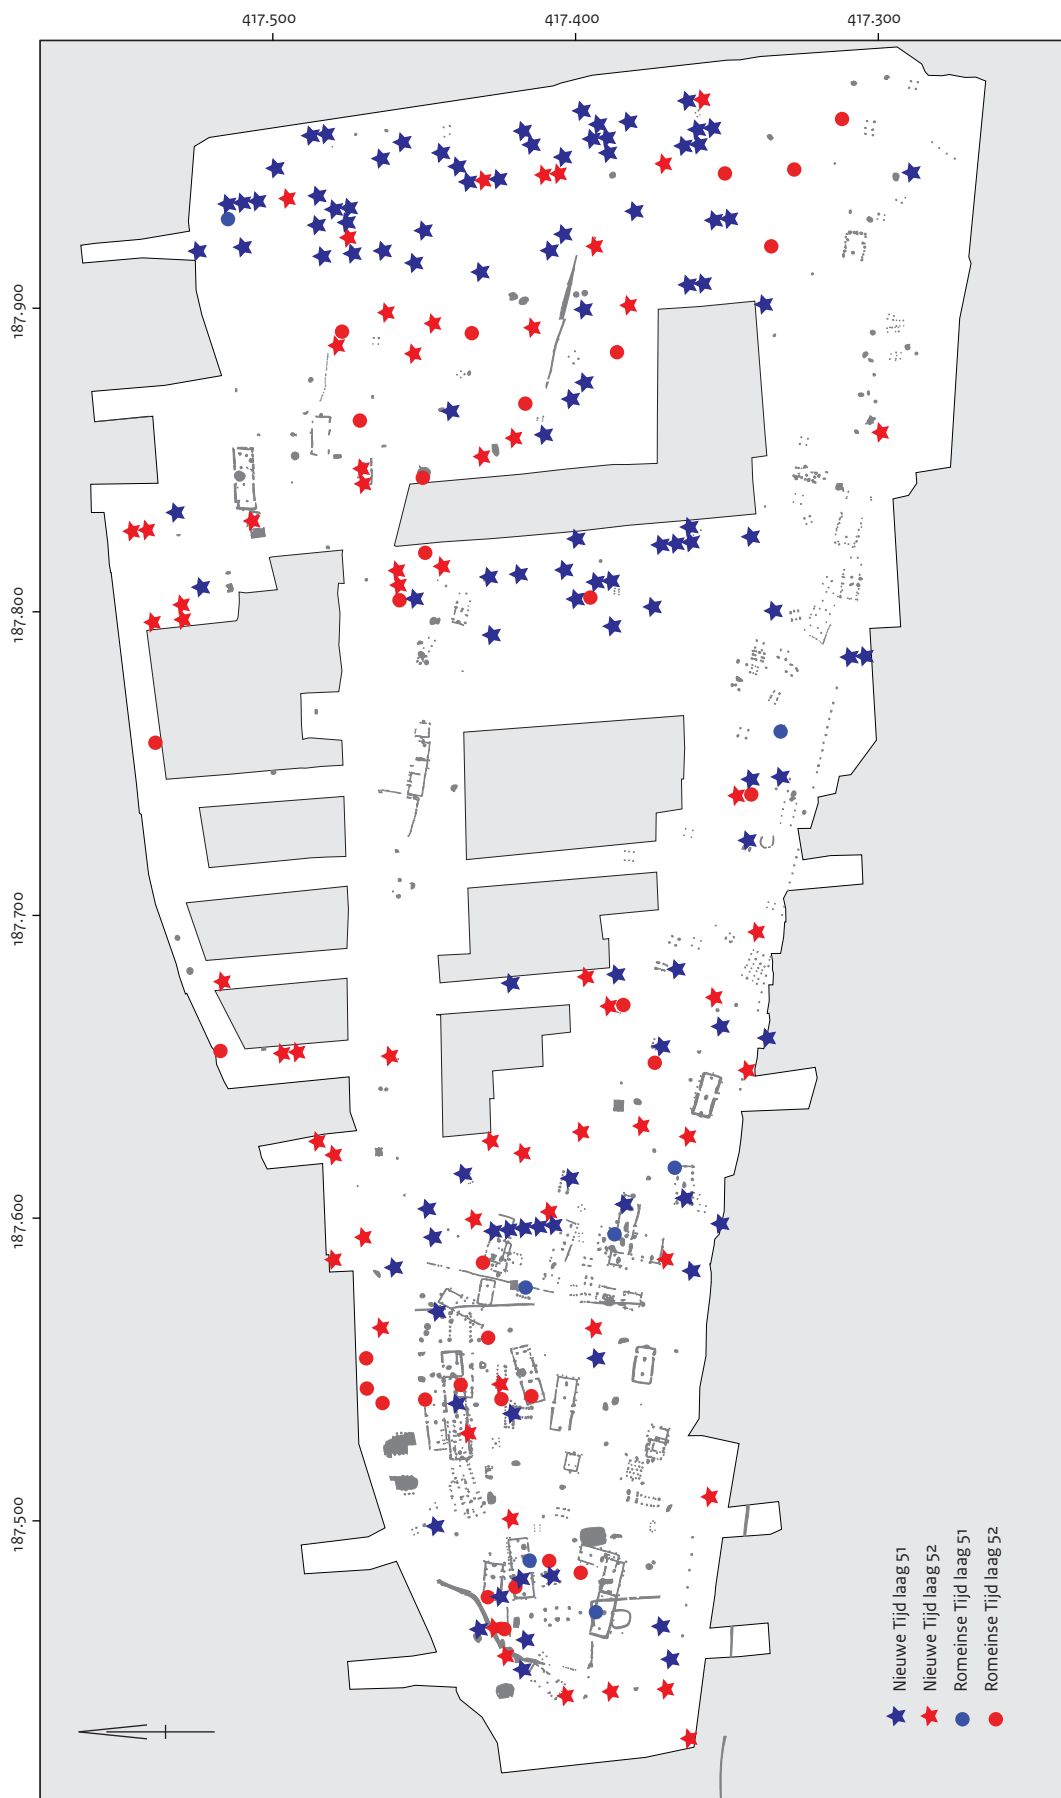 417.500
417.400
417.300
187.900
187.800
187.700
187.600
187.500
Nieuwe Tijd laag 51
Nieuwe Tijd laag 52
Romeinse Tijd laag 51
Romeinse Tijd laag 52